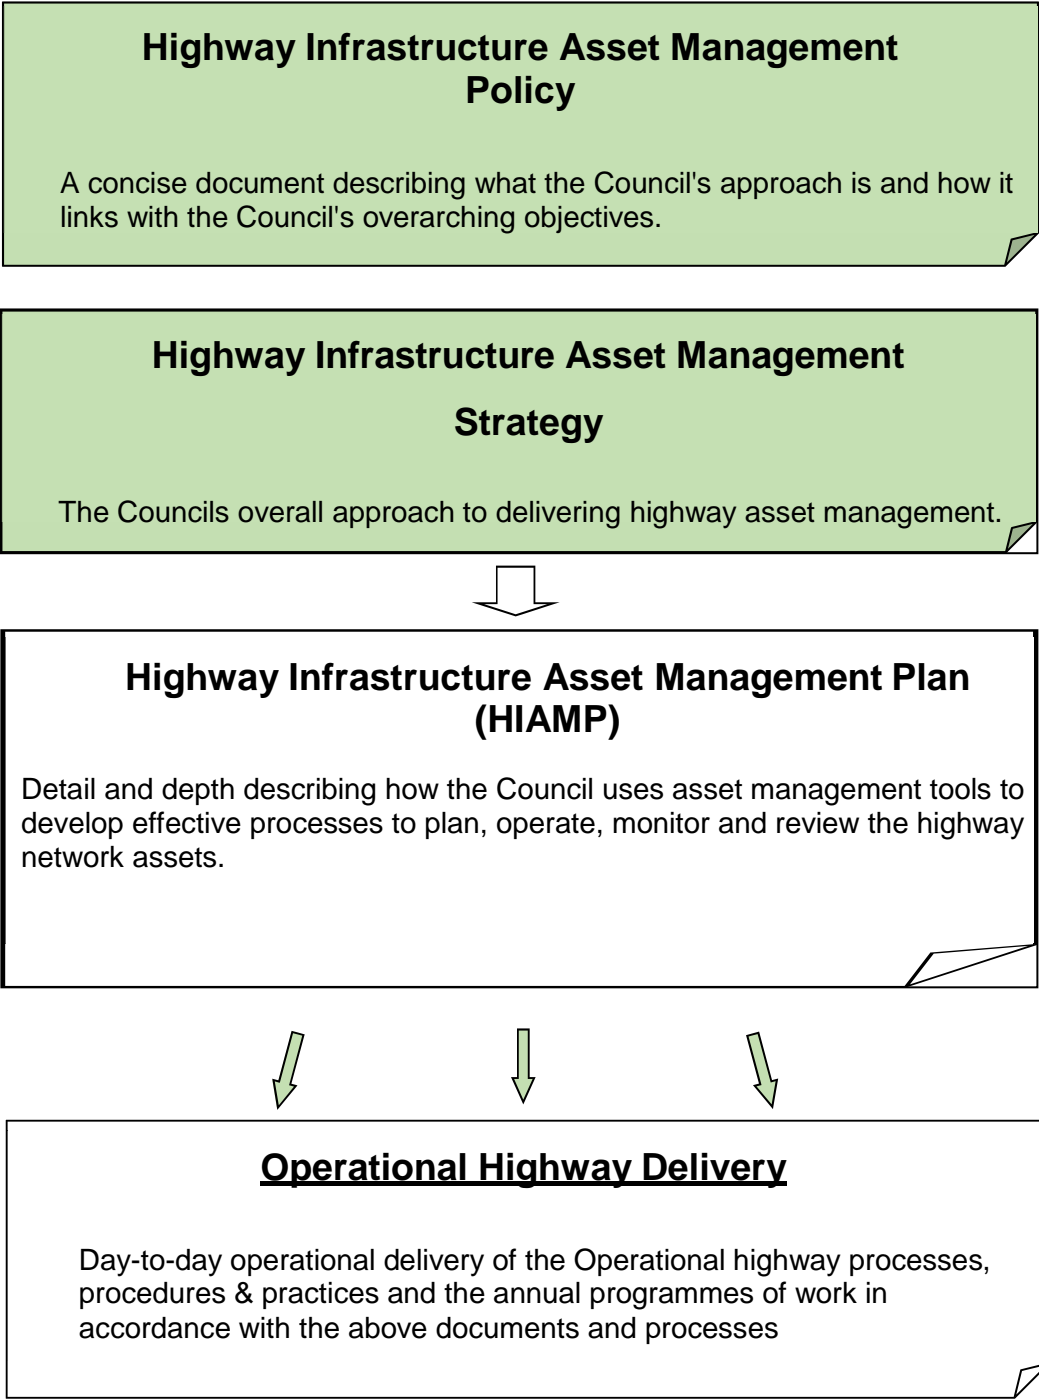 Highway Infrastructure Asset Management
Policy
A concise document describing what the Council's approach is and how it
links with the Council's overarching objectives.
Highway Infrastructure Asset Management
Strategy
The Councils overall approach to delivering highway asset management.
Highway Infrastructure Asset Management Plan
(HIAMP)
Detail and depth describing how the Council uses asset management tools to
develop effective processes to plan, operate, monitor and review the highway
network assets.
Operational Highway Delivery
Day-to-day operational delivery of the Operational highway processes,
procedures & practices and the annual programmes of work in
accordance with the above documents and processes